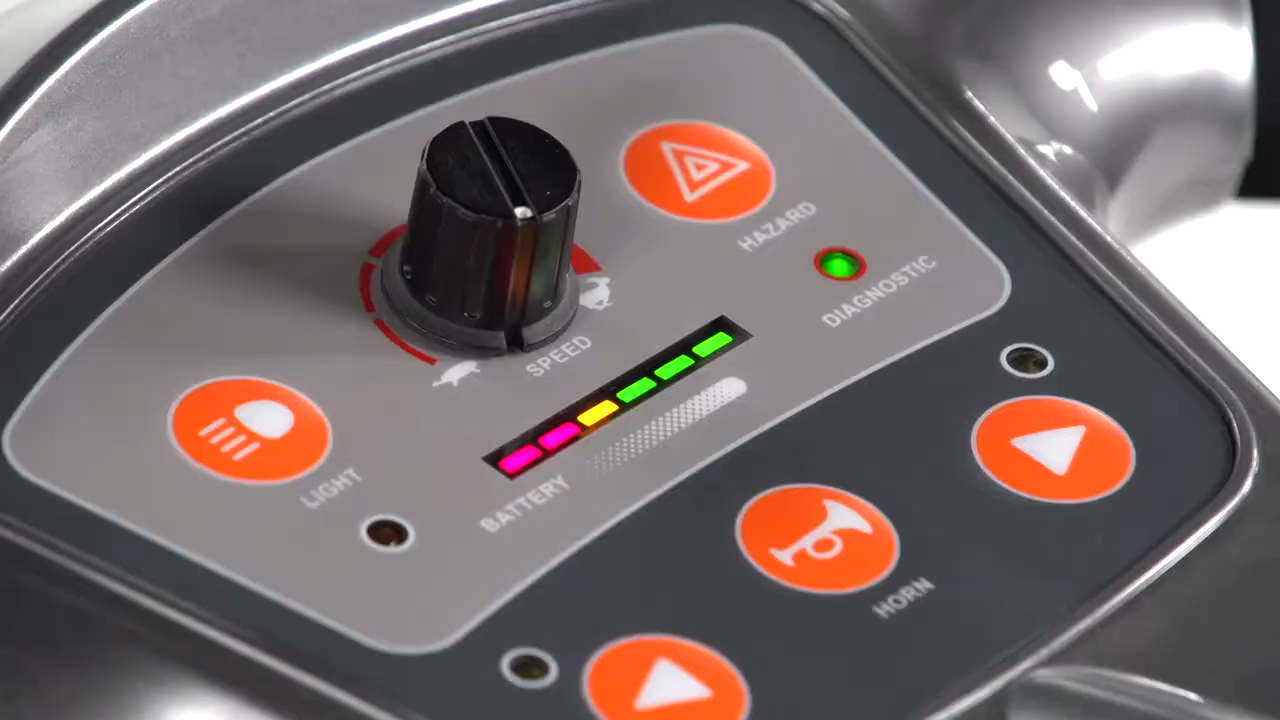 HAZARD
DIAGNOSTIC
SPEED
LIGHT
BATTERY
HORN